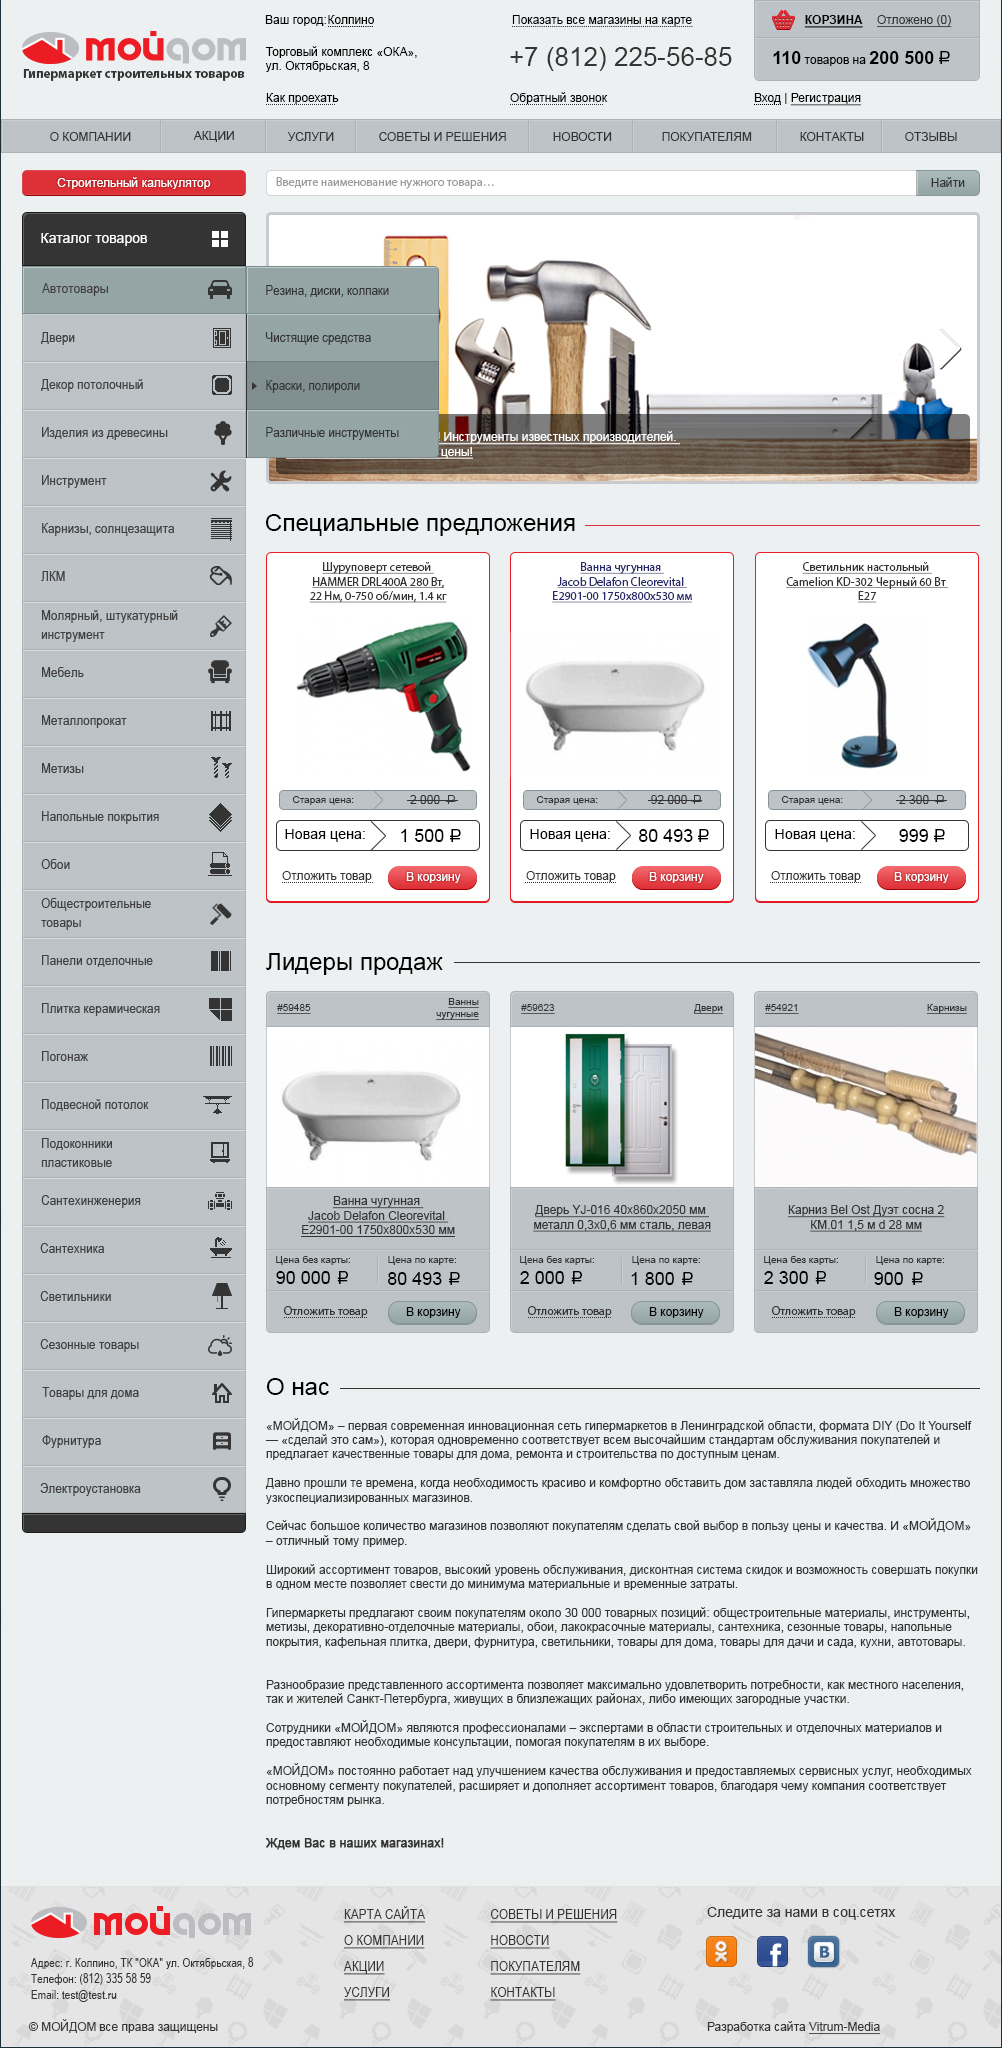 мойдом
Гипермаркет строительных товаров
Ваш город: Колпино
Торговый комплекс «ОКА»,
ул. Октябрьская, 8
Как проехать
Показать все магазины на карте
+7 (812) 225-56-85
Обратный звонок
КОРЗИНА Отложено (0)
110 товаров на 200 500 ₽
Вход | Регистрация
О КОМПАНИИ АКЦИИ УСЛУГИ СОВЕТЫ И РЕШЕНИЯ НОВОСТИ ПОКУПАТЕЛЯМ КОНТАКТЫ ОТЗЫВЫ
Строительный калькулятор
Введите наименование нужного товара...
Найти
Каталог товаров
Автотовары
Двери
Декор потолочный
Изделия из древесины
Инструмент
Карнизы, солнцезащита
ЛКМ
Молярный, штукатурный
инструмент
Мебель
Металлопрокат
Метизы
Напольные покрытия
Обои
Общестроительные
товары
Панели отделочные
Плитка керамическая
Погонаж
Подвесной потолок
Подоконники
пластиковые
Сантехинженерия
Сантехника
Светильники
Сезонные товары
Товары для дома
Фурнитура
Электроустановка
Резина, диски, колпаки
Чистящие средства
Краски, полироли
Различные инструменты
! Инструменты известных производителей.
цены!
Специальные предложения
Шуруповерт сетевой
HAMMER DRL400A 280 Вт,
22 Нм, 0-750 об/мин, 1.4 кг
Старая цена: 2 000 ₽
Новая цена: 1 500 ₽
Отложить товар В корзину
Ванна чугунная
Jacob Delafon Cleorevital
E2901-00 1750x800x530 мм
Старая цена: 92 000 ₽
Новая цена: 80 493 ₽
Отложить товар В корзину
Светильник настольный
Camelion KD-302 Черный 60 Вт
E27
Старая цена: 2 300 ₽
Новая цена: 999 ₽
Отложить товар В корзину
Лидеры продаж
#59485 Ванны
чугунные
Ванна чугунная
Jacob Delafon Cleorevital
E2901-00 1750x800x530 мм
Цена без карты: Цена по карте:
90 000 ₽ 80 493 ₽
Отложить товар В корзину
#59623 Двери
Дверь YJ-016 40x860x2050 мм
металл 0,3x0,6 мм сталь, левая
Цена без карты: Цена по карте:
2 000 ₽ 1 800 ₽
Отложить товар В корзину
#54921 Карнизы
Карниз Bel Ost Дуэт сосна 2
КМ.01 1,5 м d 28 мм
Цена без карты: Цена по карте:
2 300 ₽ 900 ₽
Отложить товар В корзину
О нас
«МОЙДОМ» – первая современная инновационная сеть гипермаркетов в Ленинградской области, формата DIY (Do It Yourself
— «сделай это сам»), которая одновременно соответствует всем высочайшим стандартам обслуживания покупателей и
предлагает качественные товары для дома, ремонта и строительства по доступным ценам.
Давно прошли те времена, когда необходимость красиво и комфортно обставить дом заставляла людей обходить множество
узкоспециализированных магазинов.
Сейчас большое количество магазинов позволяют покупателям сделать свой выбор в пользу цены и качества. И «МОЙДОМ»
– отличный тому пример.
Широкий ассортимент товаров, высокий уровень обслуживания, дисконтная система скидок и возможность совершать покупки
в одном месте позволяет свести до минимума материальные и временные затраты.
Гипермаркеты предлагают своим покупателям около 30 000 товарных позиций: общестроительные материалы, инструменты,
метизы, декоративно-отделочные материалы, обои, лакокрасочные материалы, сантехника, сезонные товары, напольные
покрытия, кафельная плитка, двери, фурнитура, светильники, товары для дома, товары для дачи и сада, кухни, автотовары.
Разнообразие представленного ассортимента позволяет максимально удовлетворить потребности, как местного населения,
так и жителей Санкт-Петербурга, живущих в близлежащих районах, либо имеющих загородные участки.
Сотрудники «МОЙДОМ» являются профессионалами – экспертами в области строительных и отделочных материалов и
предоставляют необходимые консультации, помогая покупателям в их выборе.
«МОЙДОМ» постоянно работает над улучшением качества обслуживания и предоставляемых сервисных услуг, необходимых
основному сегменту покупателей, расширяет и дополняет ассортимент товаров, благодаря чему компания соответствует
потребностям рынка.
Ждем Вас в наших магазинах!
мойдом
Адрес: г. Колпино, ТК "ОКА" ул. Октябрьская, 8
Телефон: (812) 335 58 59
Email: test@test.ru
© МОЙДОМ все права защищены
КАРТА САЙТА
О КОМПАНИИ
АКЦИИ
УСЛУГИ
СОВЕТЫ И РЕШЕНИЯ
НОВОСТИ
ПОКУПАТЕЛЯМ
КОНТАКТЫ
Следите за нами в соц.сетях
Разработка сайта Vitrum-Media